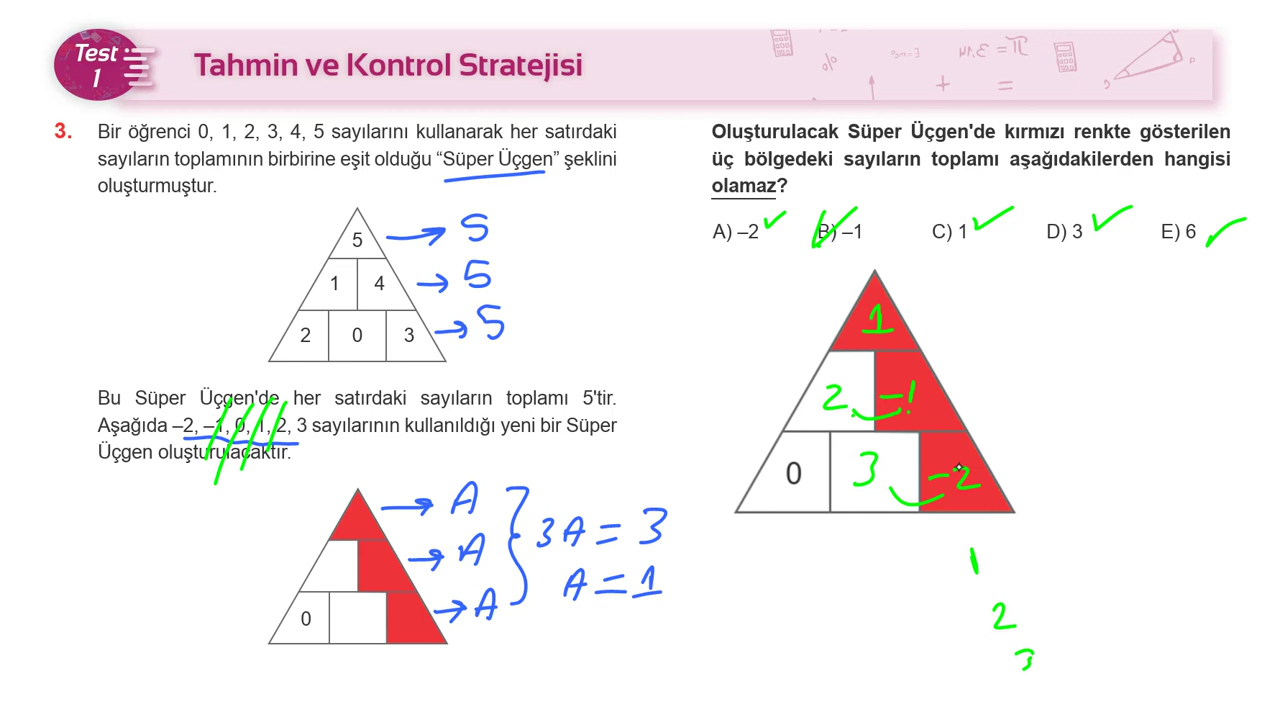 Test
1
Tahmin ve Kontrol Stratejisi
3. Bir öğrenci 0, 1, 2, 3, 4, 5 sayılarını kullanarak her satırdaki
sayıların toplamının birbirine eşit olduğu “Süper Üçgen” şeklini
oluşturmuştur.
5 → 5
1 4 → 5
2 0 3 → 5
Bu Süper Üçgen'de her satırdaki sayıların toplamı 5'tir.
Aşağıda –2, –1, 0, 1, 2, 3 sayılarının kullanıldığı yeni bir Süper
Üçgen oluşturulacaktır.
→ A
→ A
0 → A
3A = 3
A = 1
Oluşturulacak Süper Üçgen'de kırmızı renkte gösterilen
üç bölgedeki sayıların toplamı aşağıdakilerden hangisi
olamaz?
A) –2 B) –1 C) 1 D) 3 E) 6
1
2 –1
0 3 –2
1
2
3